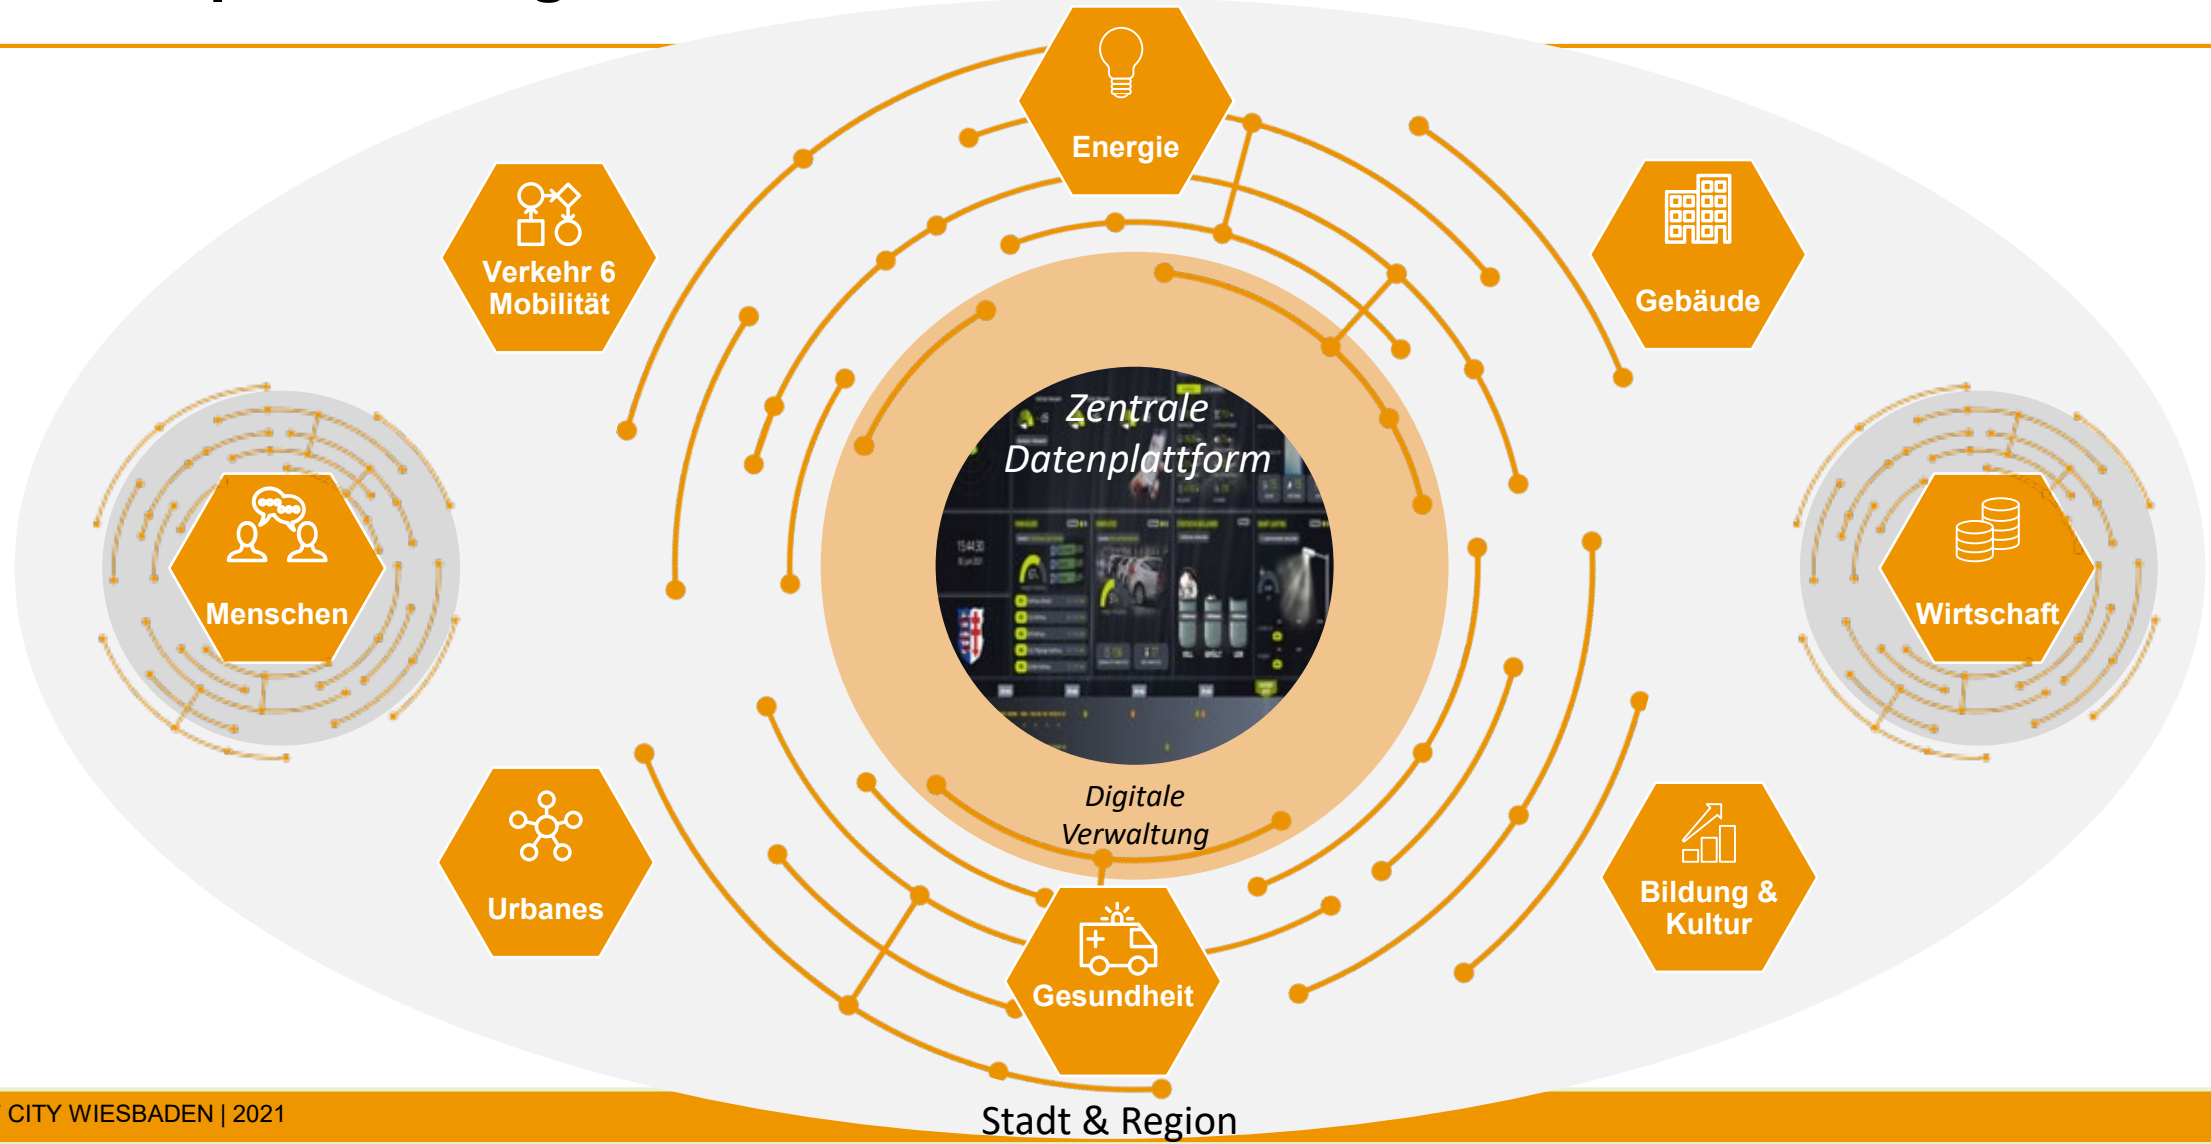 Energie
Verkehr 6
Mobilität
Gebäude
Zentrale
Datenplattform
Menschen
Wirtschaft
Digitale
Verwaltung
Urbanes
Bildung &
Kultur
Gesundheit
CITY WIESBADEN | 2021
Stadt & Region